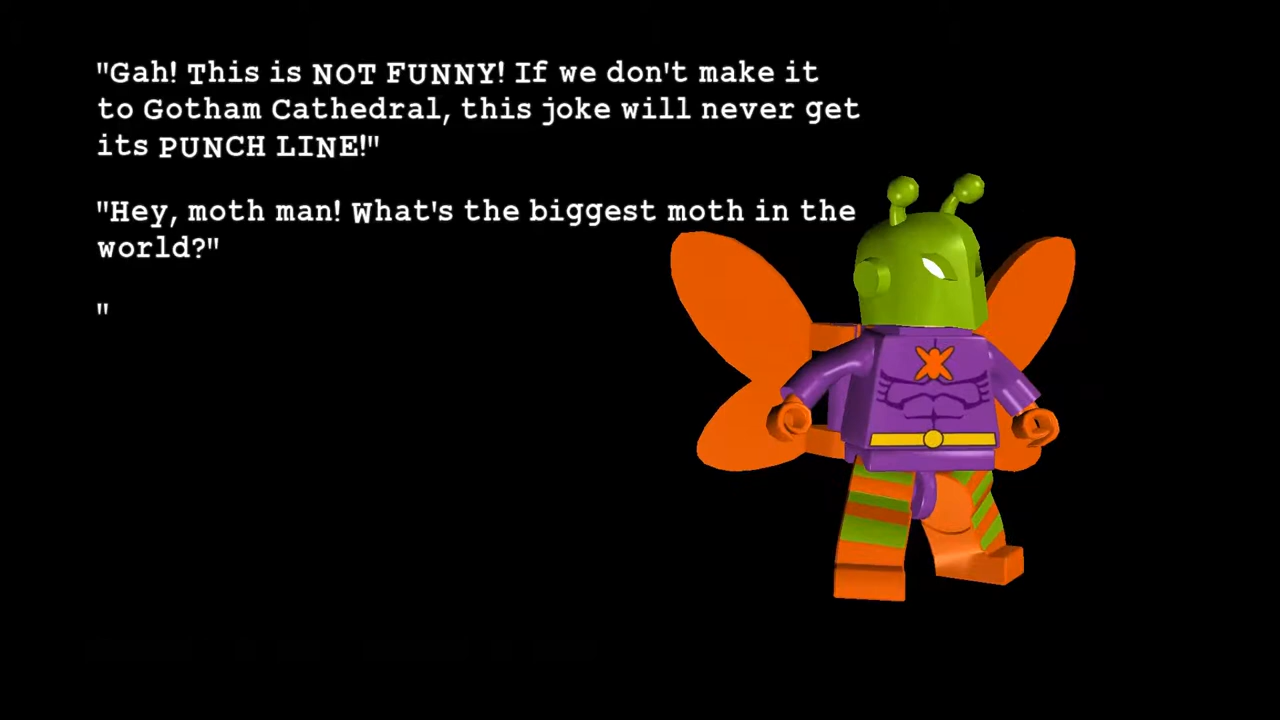 "Gah! This is NOT FUNNY! If we don't make it
to Gotham Cathedral, this joke will never get
its PUNCH LINE!"
"Hey, moth man! What's the biggest moth in the
world?"
"